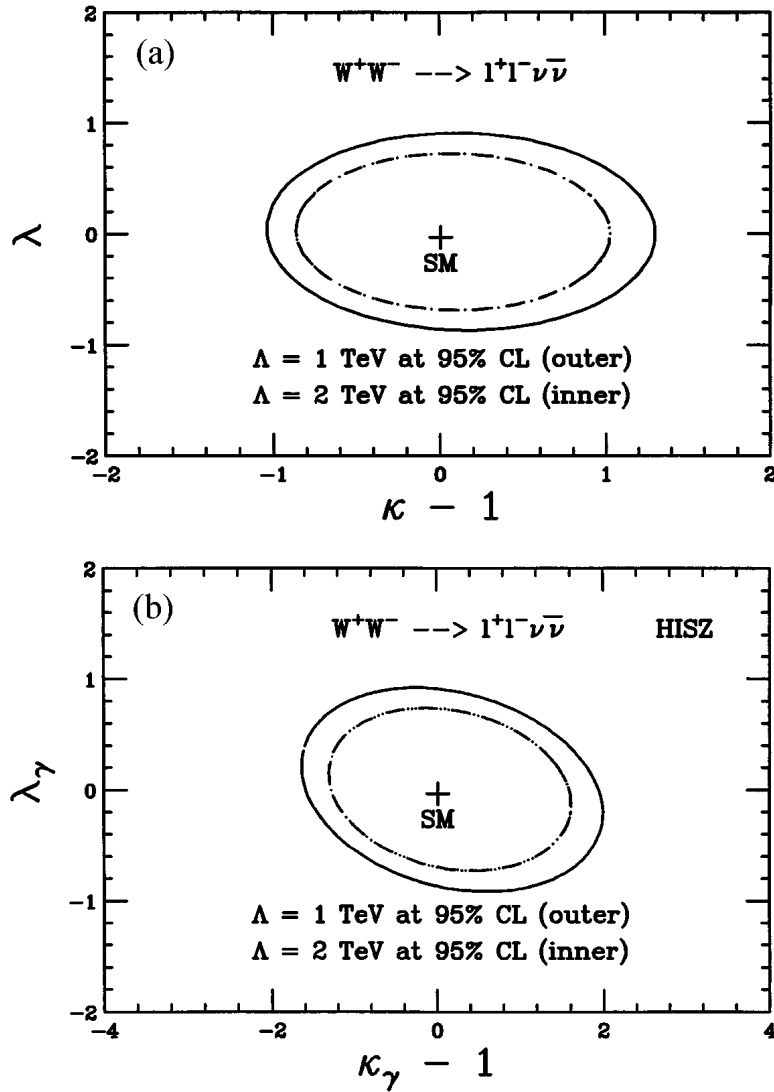 2
(a)
W⁺W⁻ --> l⁺l⁻νν̅
1
λ
0
SM
-1
Λ = 1 TeV at 95% CL (outer)
Λ = 2 TeV at 95% CL (inner)
-2
-2 -1 0 1 2
κ - 1
2
(b)
W⁺W⁻ --> l⁺l⁻νν̅ HISZ
1
λγ
0
SM
-1
Λ = 1 TeV at 95% CL (outer)
Λ = 2 TeV at 95% CL (inner)
-2
-4 -2 0 2 4
κγ - 1